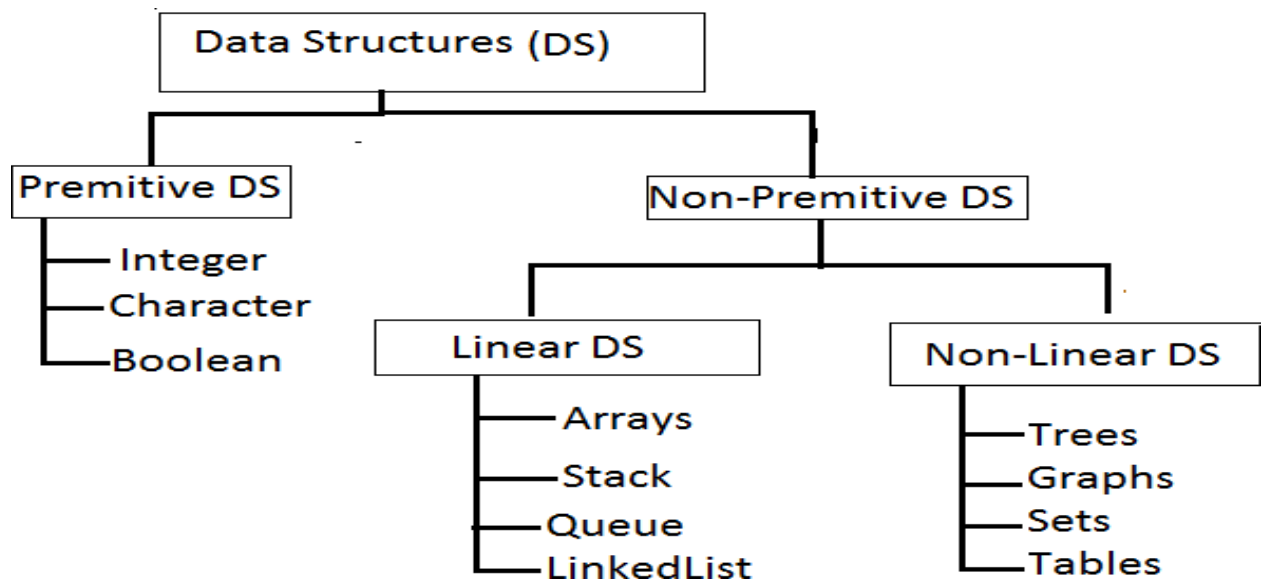 Data Structures (DS)
Premitive DS
Non-Premitive DS
Integer
Character
Boolean
Linear DS
Non-Linear DS
Arrays
Stack
Queue
LinkedList
Trees
Graphs
Sets
Tables